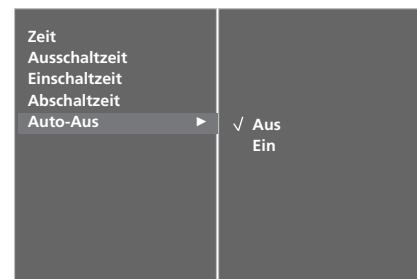 Zeit
Ausschaltzeit
Einschaltzeit
Abschaltzeit
Auto-Aus ►
√ Aus
Ein